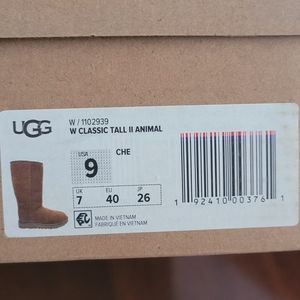 UGG
W / 1102939
W CLASSIC TALL II ANIMAL
USA
9
CHE
UK
7
EU
40
JP
26
MADE IN VIETNAM
FABRIQUÉ EN VIETNAM
1 92410 00376 1